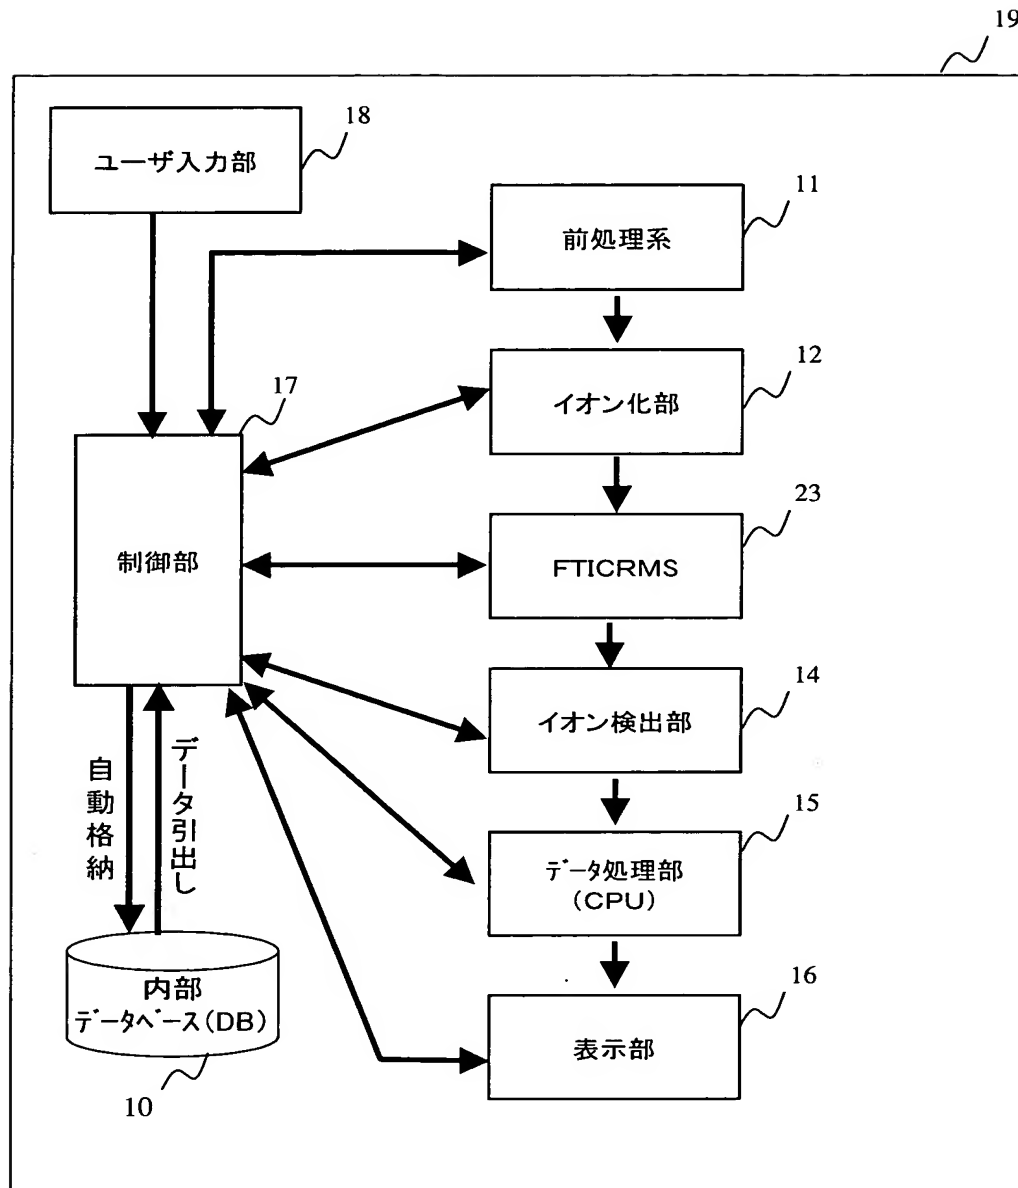 19
18
ユーザ入力部
11
前処理系
12
イオン化部
17
制御部
23
FTICRMS
14
イオン検出部
自動格納
データ引出し
15
データ処理部
(CPU)
内部
データベース(DB)
10
16
表示部